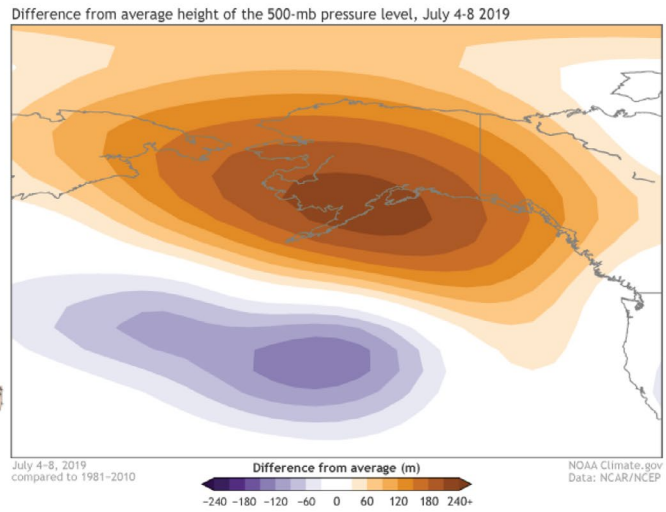 Difference from average height of the 500-mb pressure level, July 4-8 2019
July 4–8, 2019
compared to 1981–2010
Difference from average (m)
−240 −180 −120 −60 0 60 120 180 240+
NOAA Climate.gov
Data: NCAR/NCEP